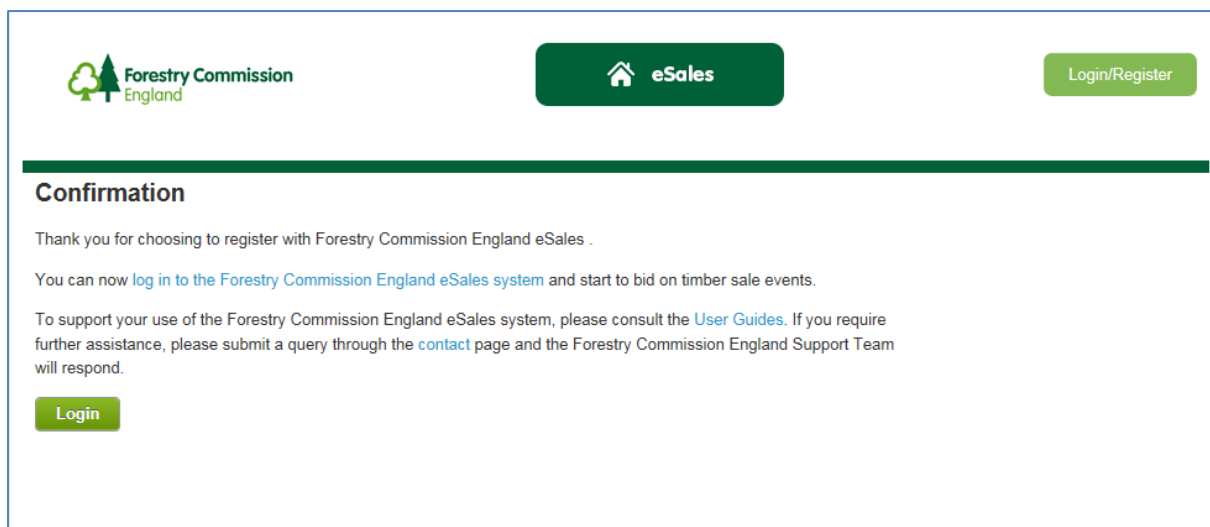 Forestry Commission
England
eSales
Login/Register
Confirmation
Thank you for choosing to register with Forestry Commission England eSales .
You can now log in to the Forestry Commission England eSales system and start to bid on timber sale events.
To support your use of the Forestry Commission England eSales system, please consult the User Guides. If you require
further assistance, please submit a query through the contact page and the Forestry Commission England Support Team
will respond.
Login